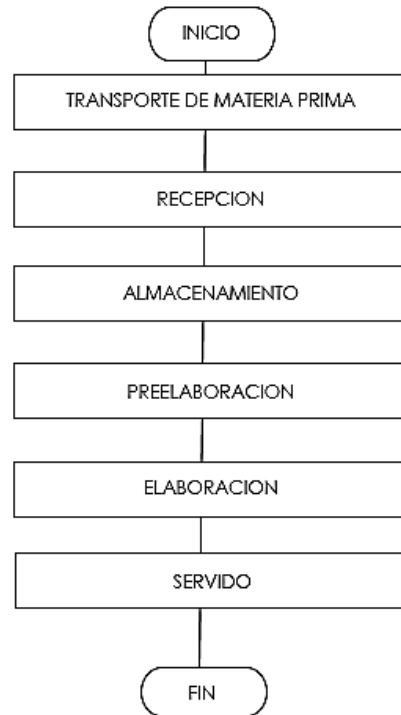 INICIO
TRANSPORTE DE MATERIA PRIMA
RECEPCION
ALMACENAMIENTO
PREELABORACION
ELABORACION
SERVIDO
FIN